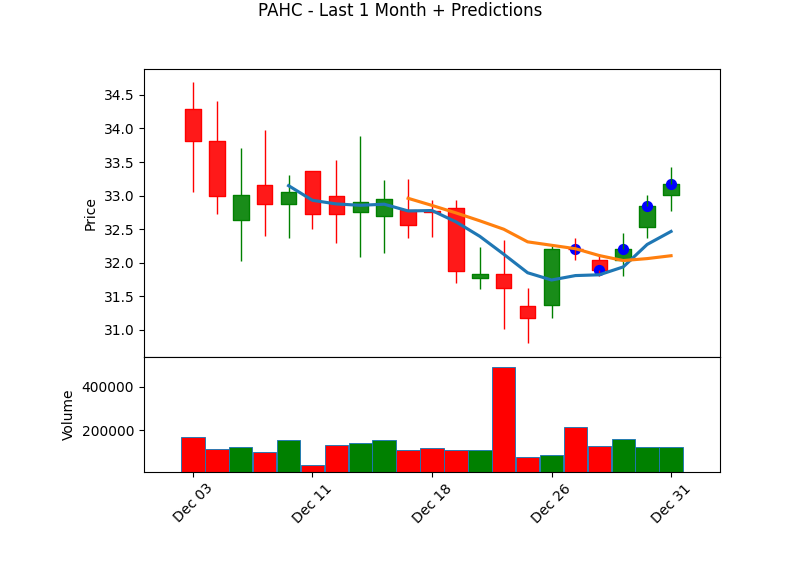 PAHC - Last 1 Month + Predictions
34.5
34.0
33.5
33.0
32.5
32.0
31.5
31.0
Price
400000
200000
Volume
Dec 03
Dec 11
Dec 18
Dec 26
Dec 31